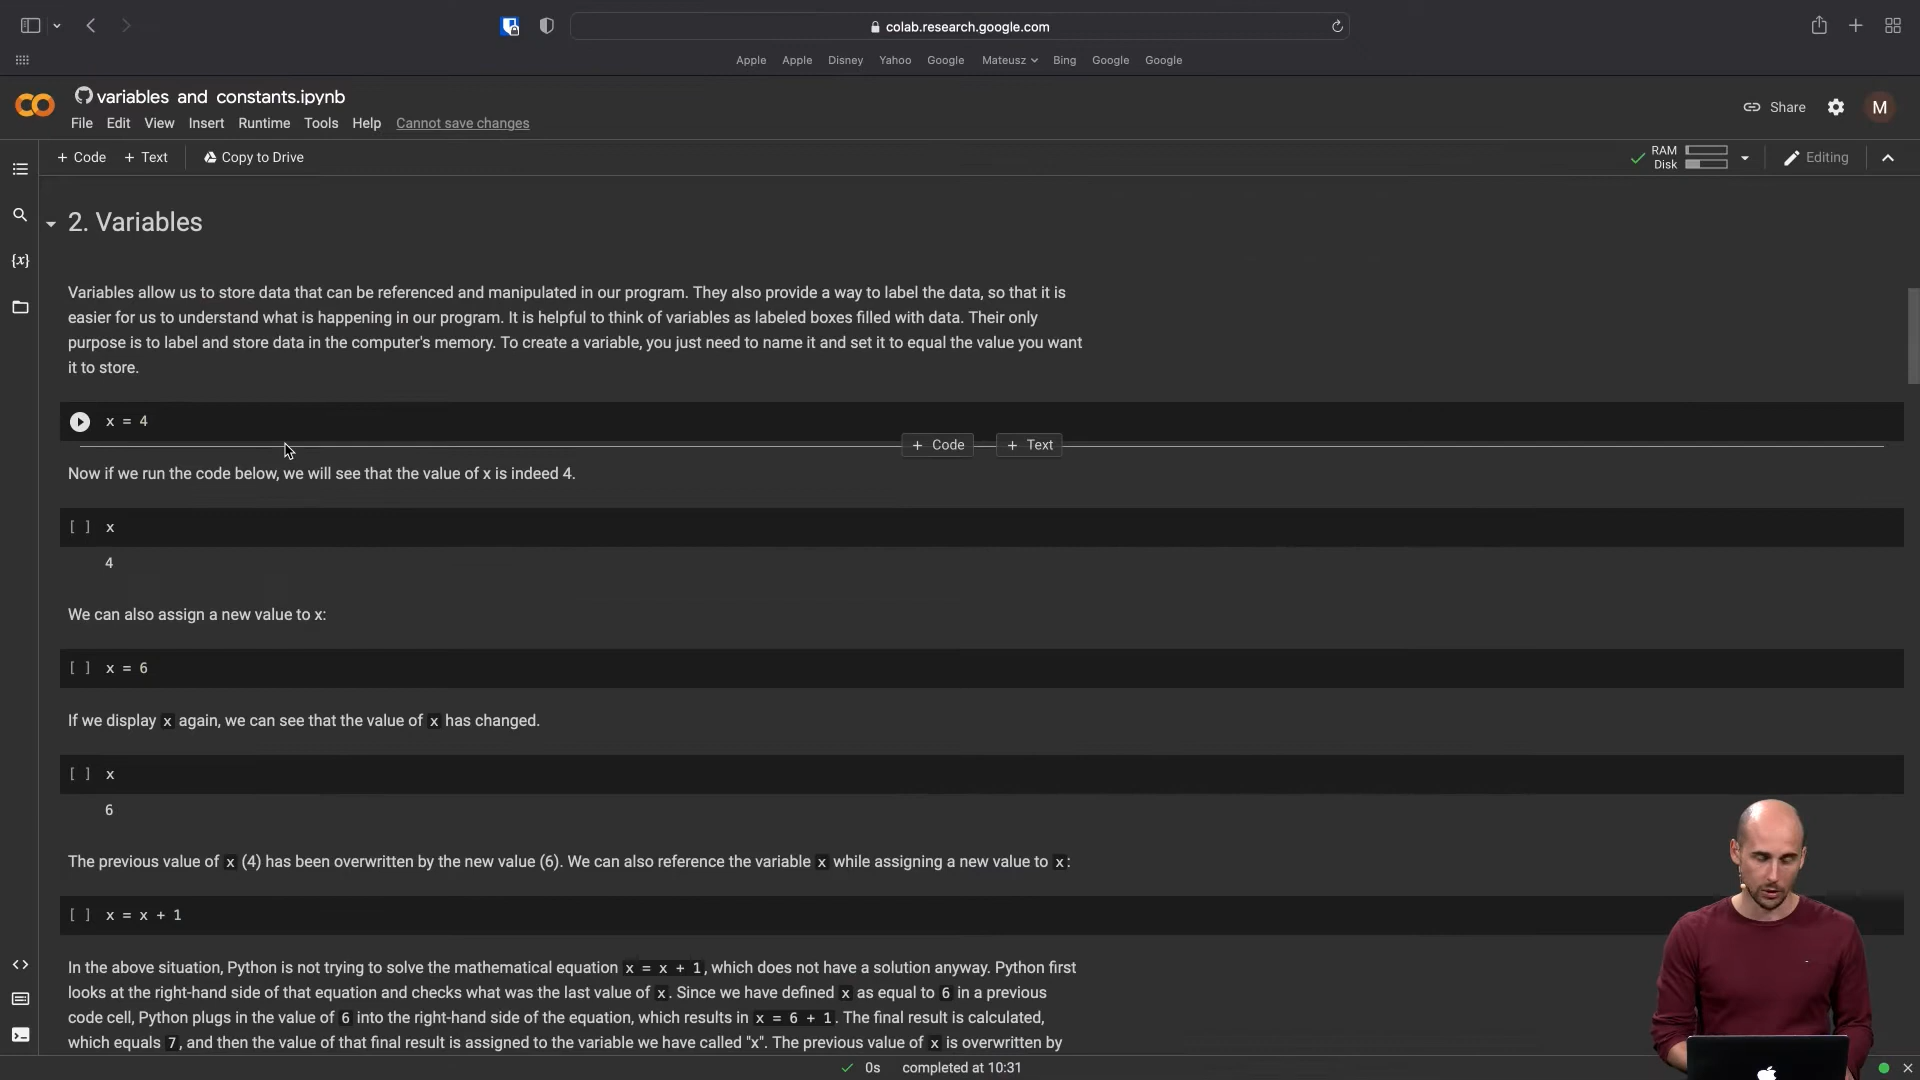 colab.research.google.com
Apple Apple Disney Yahoo Google Mateusz Bing Google Google
variables and constants.ipynb
File Edit View Insert Runtime Tools Help Cannot save changes
Share M
+ Code + Text Copy to Drive
RAM
Disk
Editing
2. Variables
{x}
Variables allow us to store data that can be referenced and manipulated in our program. They also provide a way to label the data, so that it is
easier for us to understand what is happening in our program. It is helpful to think of variables as labeled boxes filled with data. Their only
purpose is to label and store data in the computer's memory. To create a variable, you just need to name it and set it to equal the value you want
it to store.
x = 4
+ Code + Text
Now if we run the code below, we will see that the value of x is indeed 4.
[ ] x
4
We can also assign a new value to x:
[ ] x = 6
If we display x again, we can see that the value of x has changed.
[ ] x
6
The previous value of x (4) has been overwritten by the new value (6). We can also reference the variable x while assigning a new value to x:
[ ] x = x + 1
In the above situation, Python is not trying to solve the mathematical equation x = x + 1, which does not have a solution anyway. Python first
looks at the right-hand side of that equation and checks what was the last value of x. Since we have defined x as equal to 6 in a previous
code cell, Python plugs in the value of 6 into the right-hand side of the equation, which results in x = 6 + 1. The final result is calculated,
which equals 7, and then the value of that final result is assigned to the variable we have called "x". The previous value of x is overwritten by
0s completed at 10:31